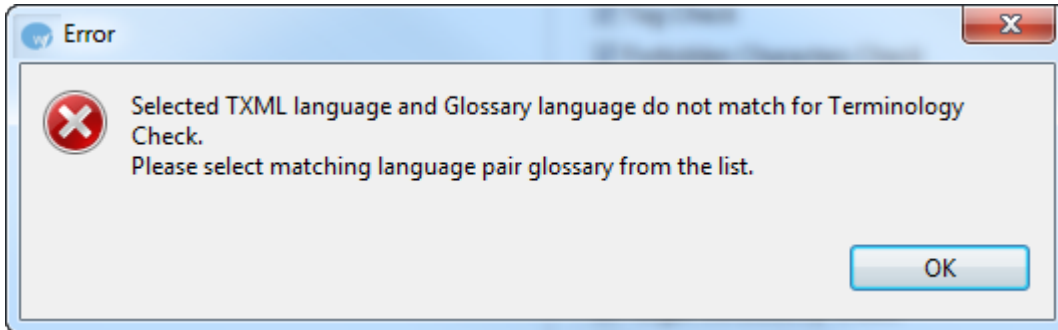 Error
Selected TXML language and Glossary language do not match for Terminology
Check.
Please select matching language pair glossary from the list.
OK